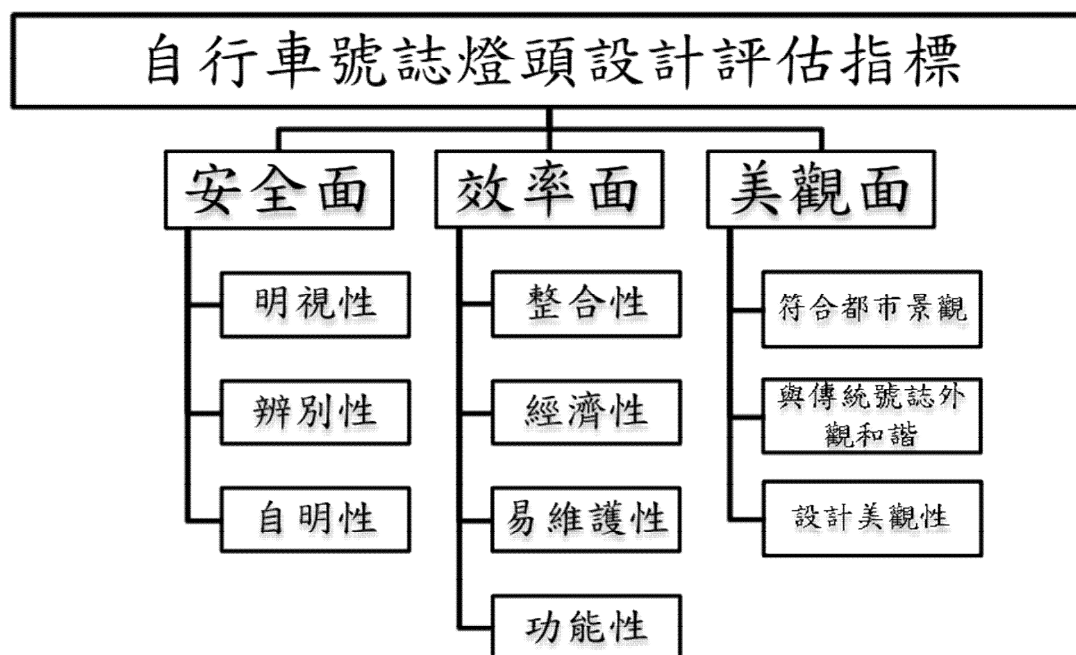 自行車號誌燈頭設計評估指標
安全面
明視性
辨別性
自明性
效率面
整合性
經濟性
易維護性
功能性
美觀面
符合都市景觀
與傳統號誌外
觀和諧
設計美觀性